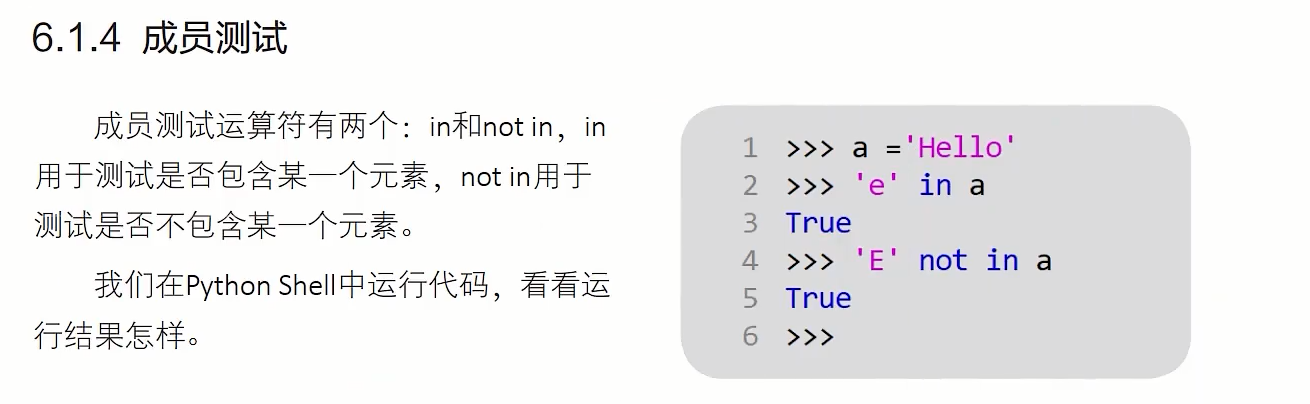 6.1.4 成员测试
成员测试运算符有两个：in和not in，in
用于测试是否包含某一个元素，not in用于
测试是否不包含某一个元素。
我们在Python Shell中运行代码，看看运
行结果怎样。
1 >>> a ='Hello'
2 >>> 'e' in a
3 True
4 >>> 'E' not in a
5 True
6 >>>